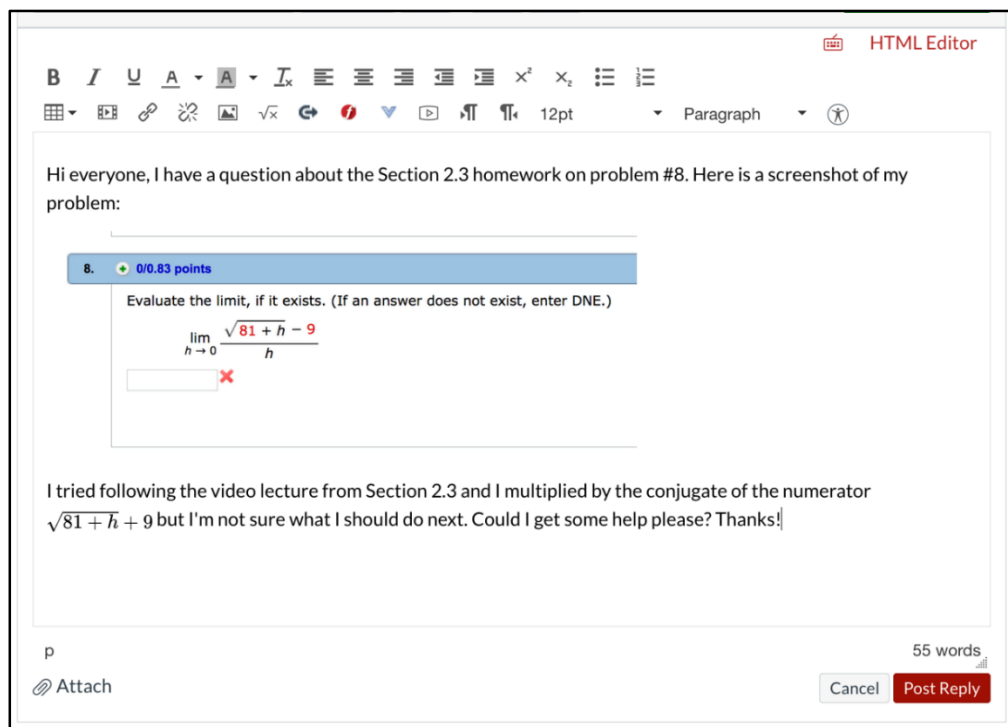 HTML Editor
B I U A A Tx x² x₂
√x 12pt Paragraph
Hi everyone, I have a question about the Section 2.3 homework on problem #8. Here is a screenshot of my
problem:
8. 0/0.83 points
Evaluate the limit, if it exists. (If an answer does not exist, enter DNE.)
lim h → 0 (√(81 + h) − 9) / h
I tried following the video lecture from Section 2.3 and I multiplied by the conjugate of the numerator
√(81 + h) + 9 but I'm not sure what I should do next. Could I get some help please? Thanks!
p 55 words
Attach Cancel Post Reply